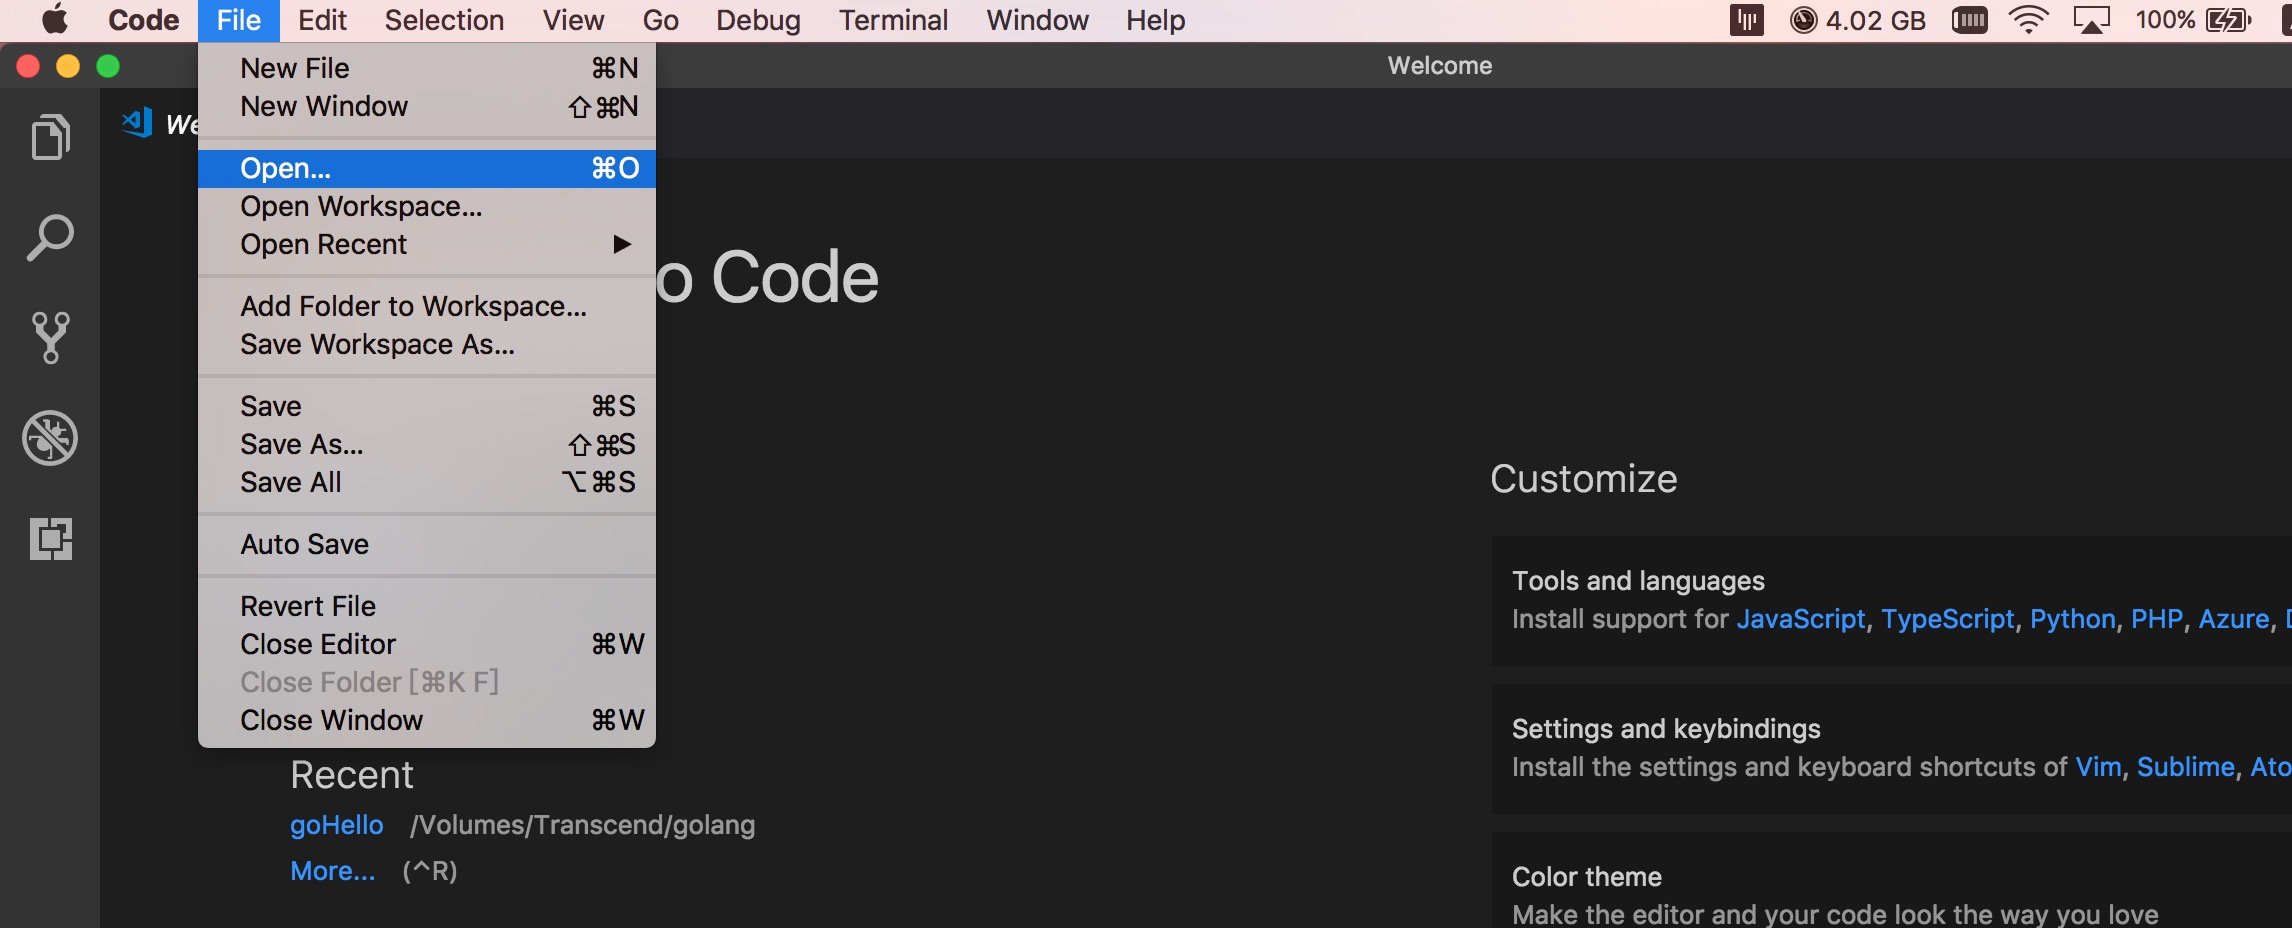 Code File Edit Selection View Go Debug Terminal Window Help 4.02 GB 100%
Welcome
New File ⌘N
New Window ⇧⌘N
Open... ⌘O
Open Workspace...
Open Recent ▶
Add Folder to Workspace...
Save Workspace As...
Save ⌘S
Save As... ⇧⌘S
Save All ⌥⌘S
Auto Save
Revert File
Close Editor ⌘W
Close Folder [⌘K F]
Close Window ⌘W
o Code
Recent
goHello /Volumes/Transcend/golang
More... (^R)
Customize
Tools and languages
Install support for JavaScript, TypeScript, Python, PHP, Azure,
Settings and keybindings
Install the settings and keyboard shortcuts of Vim, Sublime, Ato
Color theme
Make the editor and your code look the way you love